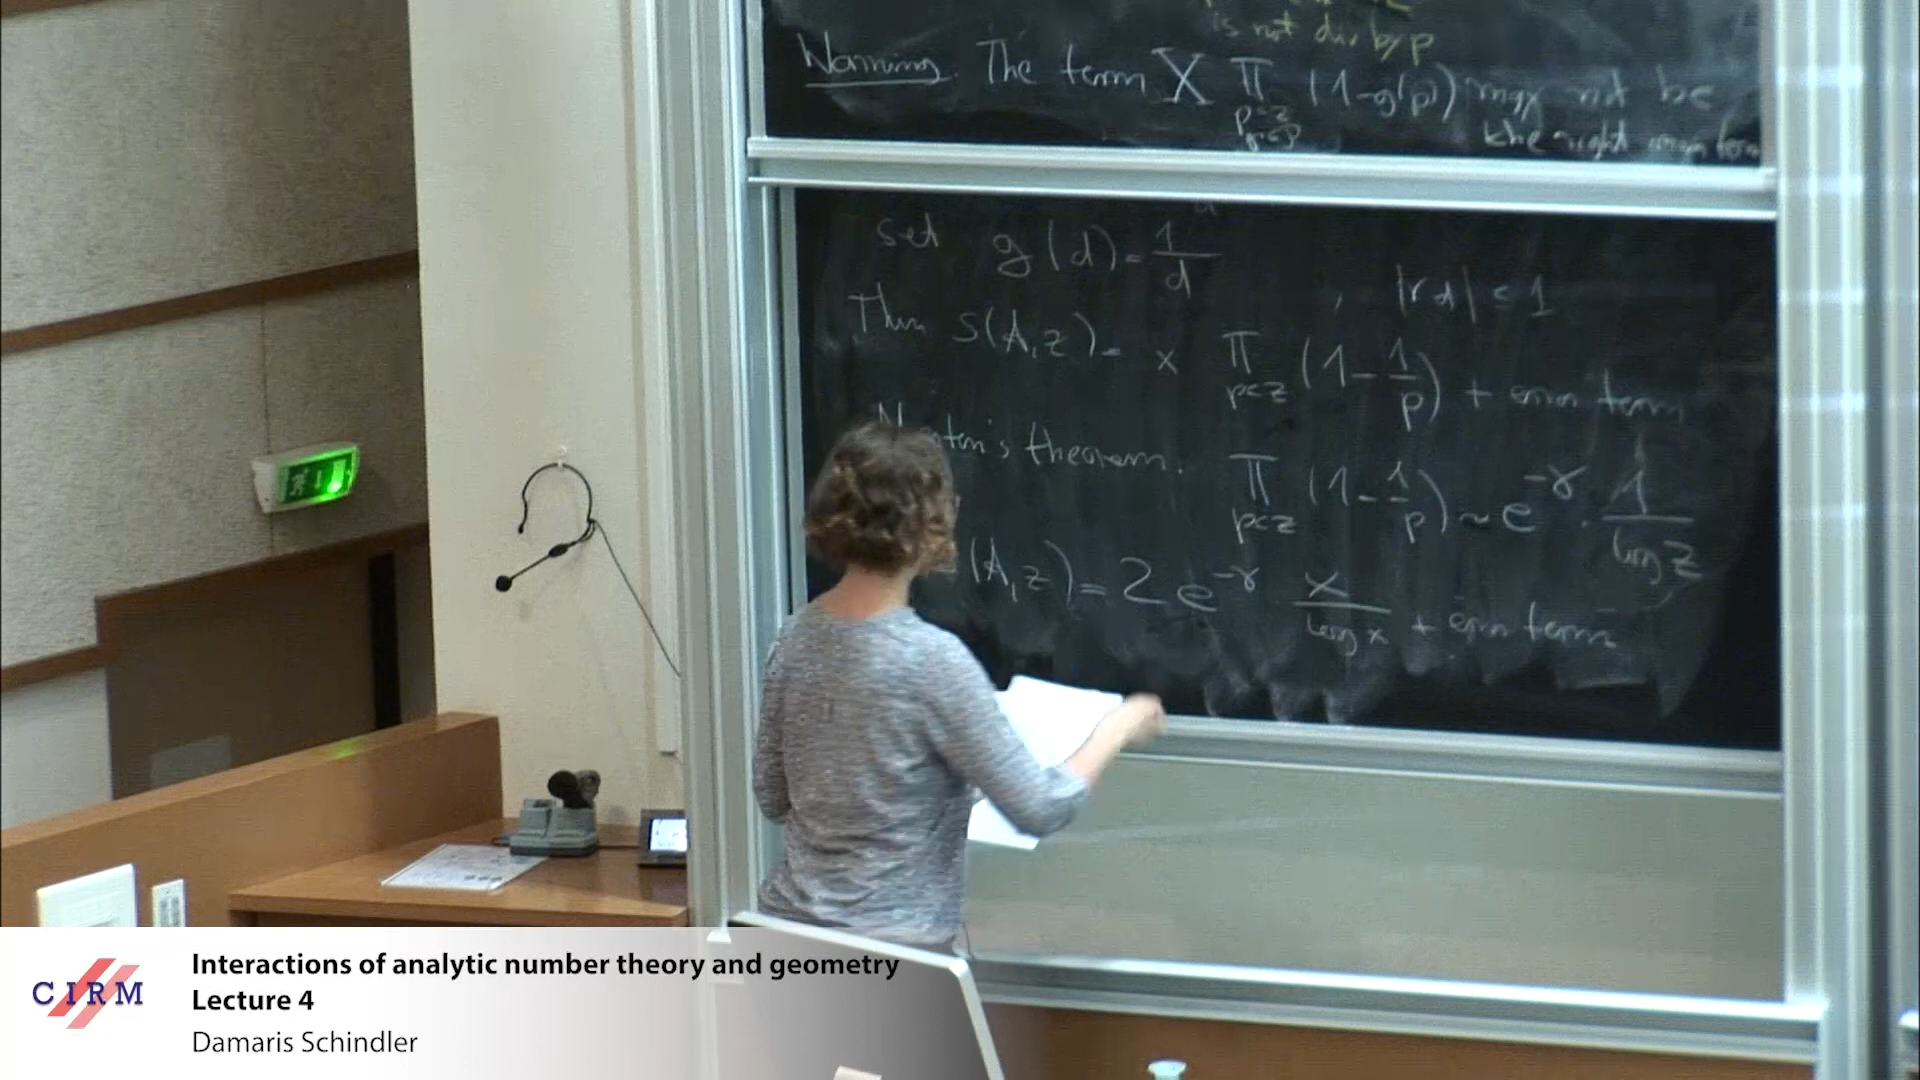 is not div by p
Warning. The term X ∏ (1-g(p)) may not be
p<z
the right main term
set g(d) = 1/d
, |r_d| ≤ 1
Then S(A,z) = x ∏_{p<z} (1 - 1/p) + error term
theorem. ∏_{p<z} (1 - 1/p) ~ e^{-γ} · 1/log z
(A,z) = 2 e^{-γ} x/log x + error term
CIRM
Interactions of analytic number theory and geometry
Lecture 4
Damaris Schindler